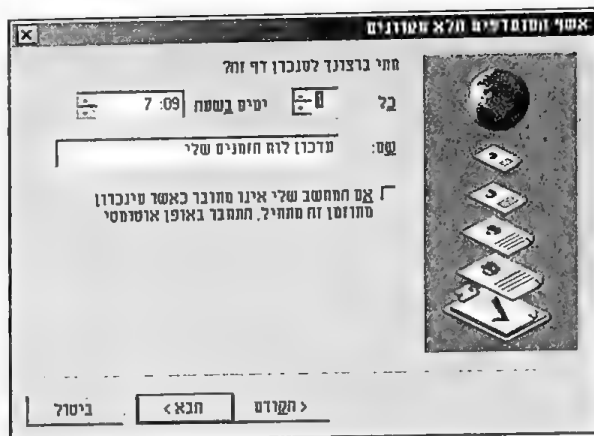 אשף המועדפים הלא מקוונים
מתי ברצונך לסנכרן דף זה?
כל 1 ימים בשעה 7:09
שם: עדכון לוח הזמנים שלי
אם המחשב שלי אינו מחובר כאשר סינכרון
מתוזמן זה מתחיל, התחבר באופן אוטומטי
< הקודם הבא > ביטול